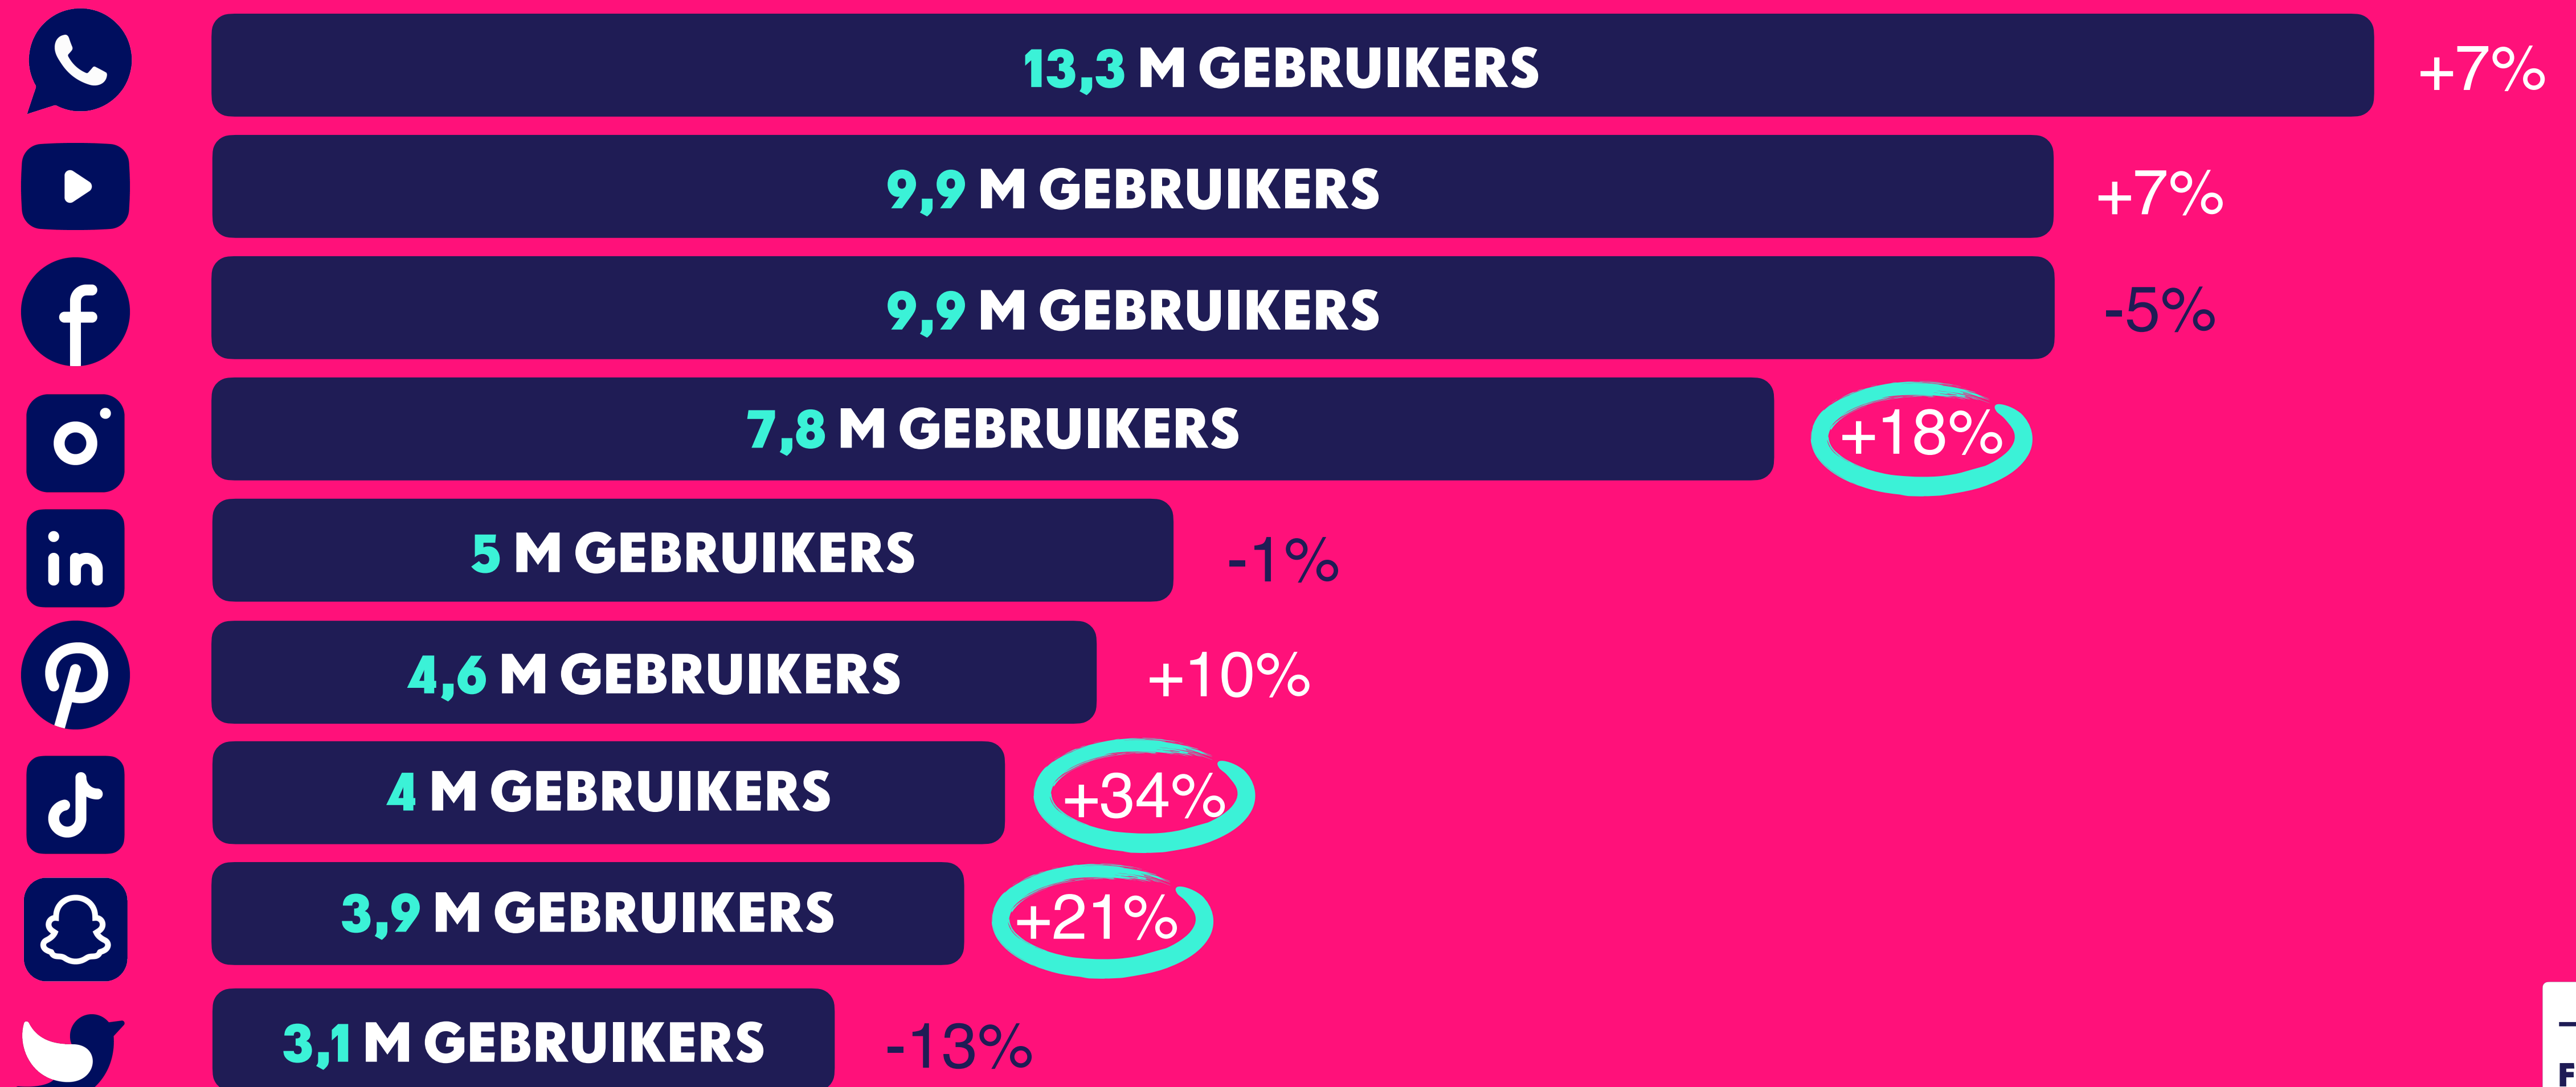 13,3 M GEBRUIKERS +7%
9,9 M GEBRUIKERS +7%
9,9 M GEBRUIKERS -5%
7,8 M GEBRUIKERS +18%
in 5 M GEBRUIKERS -1%
4,6 M GEBRUIKERS +10%
4 M GEBRUIKERS +34%
3,9 M GEBRUIKERS +21%
3,1 M GEBRUIKERS -13%